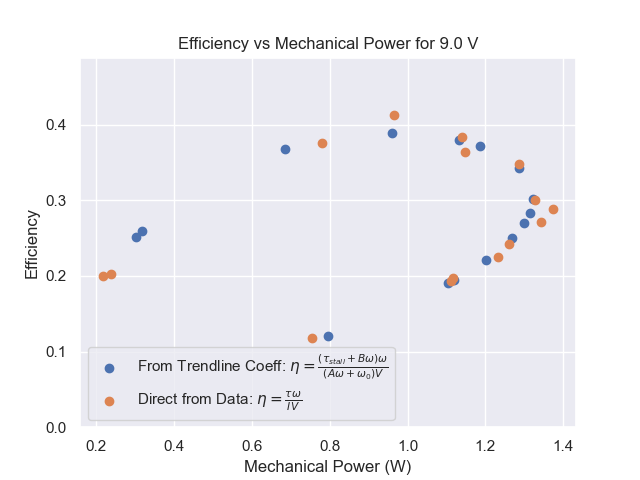 Efficiency vs Mechanical Power for 9.0 V
0.4
0.3
0.2
0.1
0.0
Efficiency
From Trendline Coeff: η = (τ_stall + Bω)ω / (Aω + ω₀)V
Direct from Data: η = τω / IV
0.2 0.4 0.6 0.8 1.0 1.2 1.4
Mechanical Power (W)